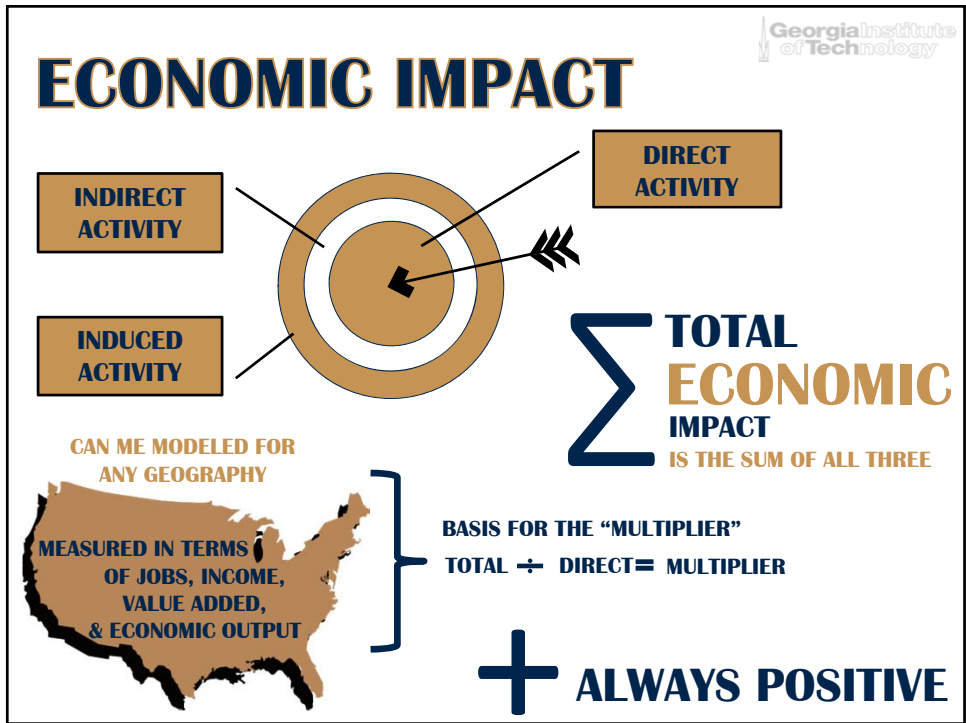 Georgia Institute
of Technology
ECONOMIC IMPACT
DIRECT
ACTIVITY
INDIRECT
ACTIVITY
INDUCED
ACTIVITY
∑ TOTAL
ECONOMIC
IMPACT
IS THE SUM OF ALL THREE
CAN ME MODELED FOR
ANY GEOGRAPHY
MEASURED IN TERMS
OF JOBS, INCOME,
VALUE ADDED,
& ECONOMIC OUTPUT
BASIS FOR THE “MULTIPLIER”
TOTAL ÷ DIRECT = MULTIPLIER
+ ALWAYS POSITIVE